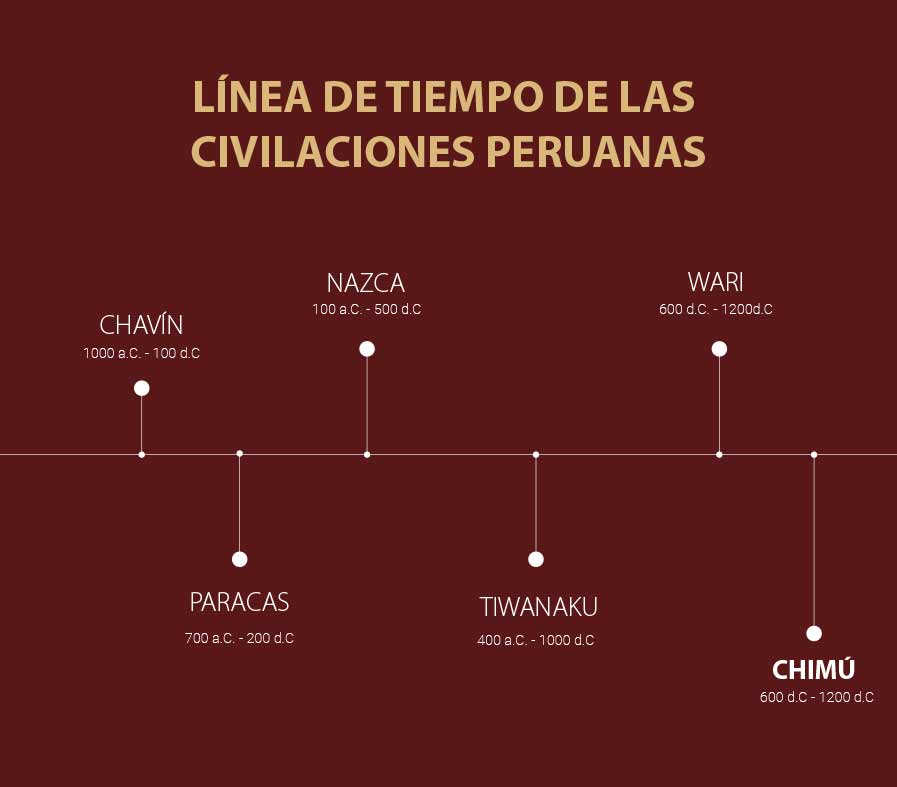 LÍNEA DE TIEMPO DE LAS
CIVILACIONES PERUANAS
CHAVÍN
1000 a.C. - 100 d.C
NAZCA
100 a.C. - 500 d.C
WARI
600 d.C. - 1200d.C
PARACAS
700 a.C. - 200 d.C
TIWANAKU
400 a.C. - 1000 d.C
CHIMÚ
600 d.C - 1200 d.C